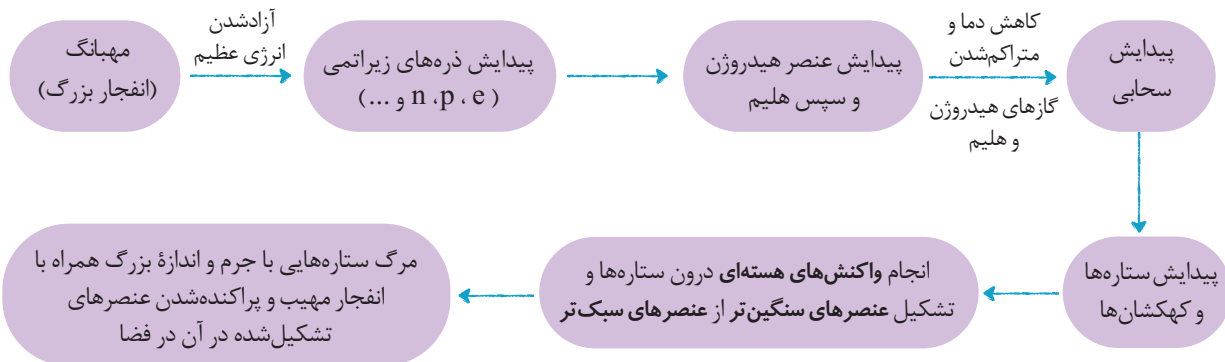 مهبانگ
(انفجار بزرگ)
آزادشدن
انرژی عظیم
پیدایش ذره‌های زیراتمی
(n ،p ،e و ...)
پیدایش عنصر هیدروژن
و سپس هلیم
کاهش دما و
متراکم‌شدن
گازهای هیدروژن
و هلیم
پیدایش
سحابی
پیدایش ستاره‌ها
و کهکشان‌ها
انجام واکنش‌های هسته‌ای درون ستاره‌ها و
تشکیل عنصرهای سنگین‌تر از عنصرهای سبک‌تر
مرگ ستاره‌هایی با جرم و اندازهٔ بزرگ همراه با
انفجار مهیب و پراکنده‌شدن عنصرهای
تشکیل‌شده در آن در فضا